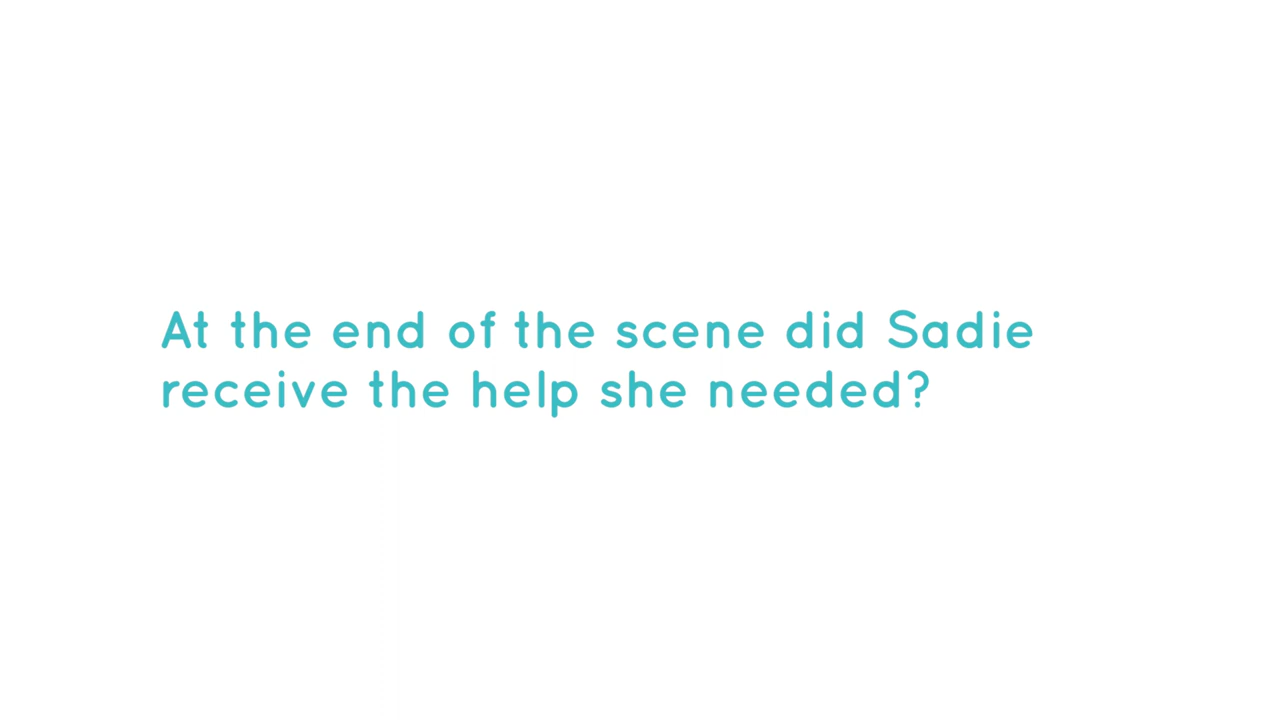 At the end of the scene did Sadie
receive the help she needed?